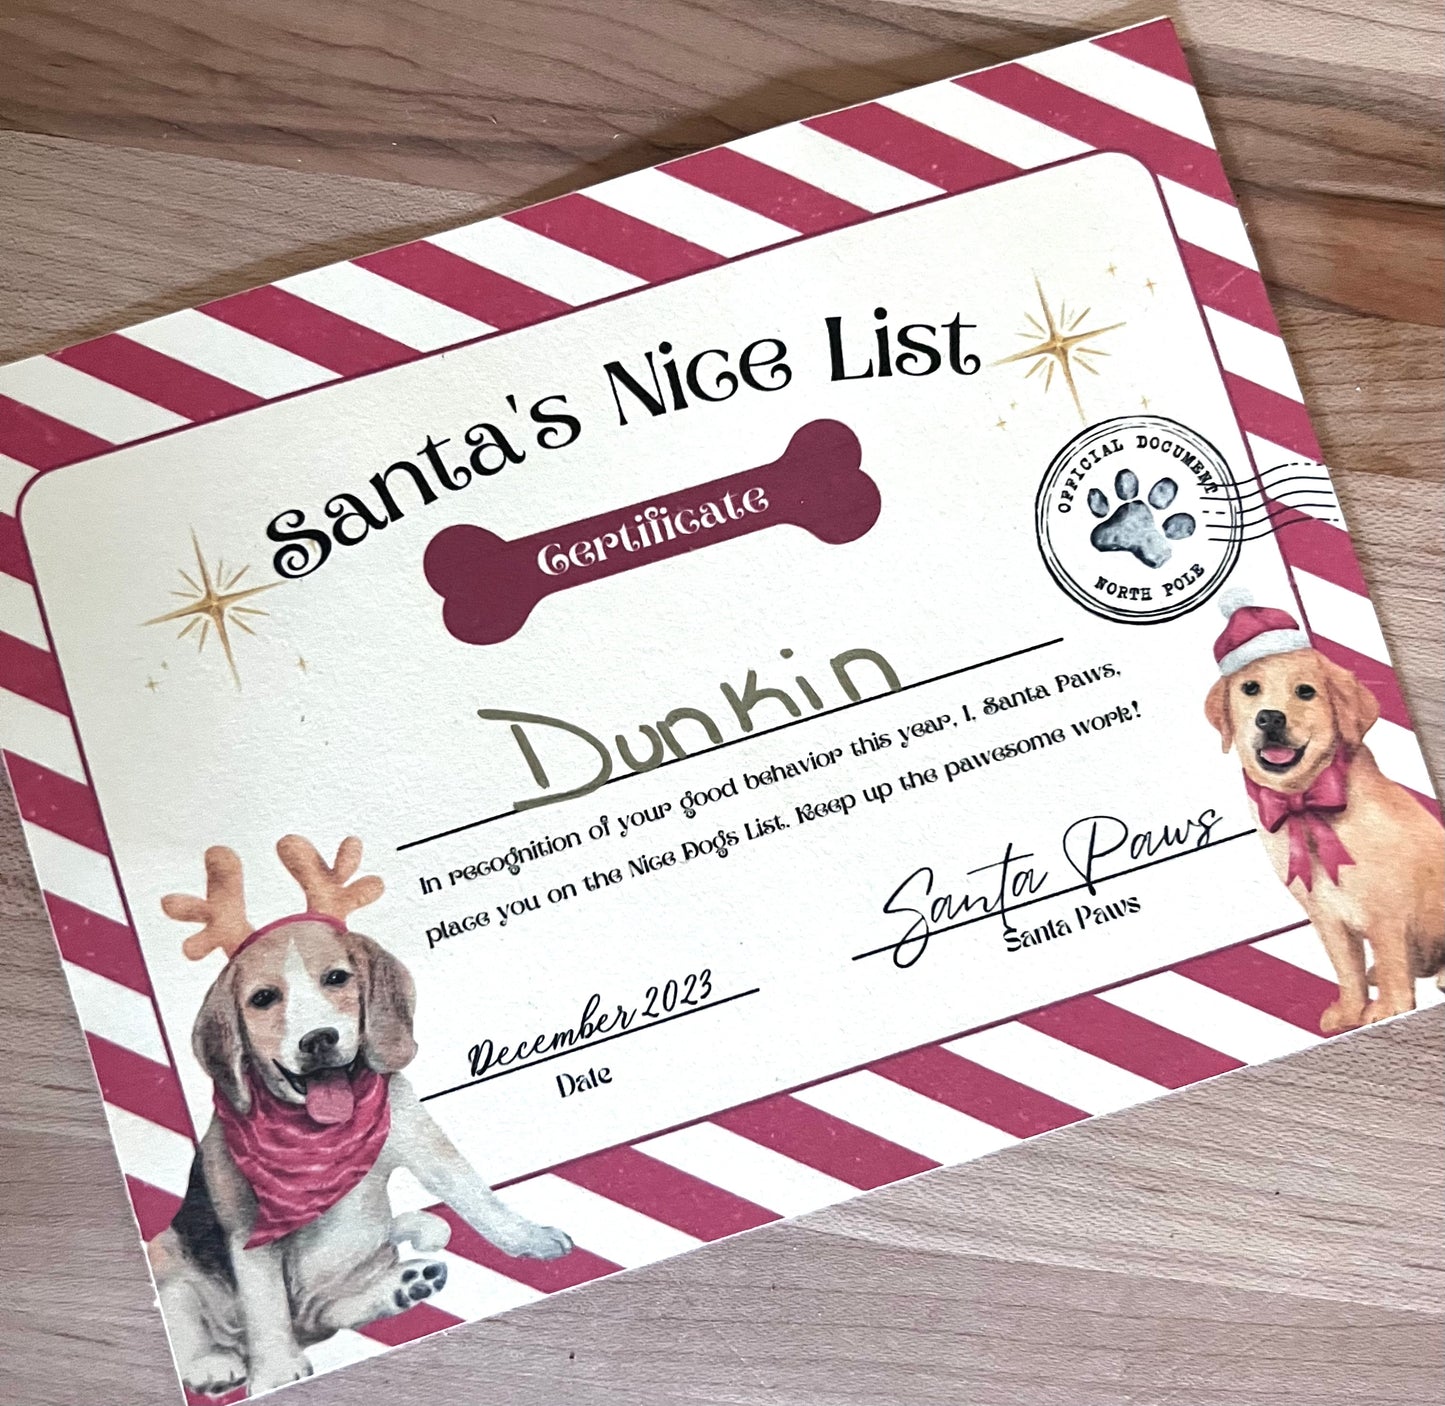 Santa's Nice List
Certificate
OFFICIAL DOCUMENT
NORTH POLE
Dunkin
In recognition of your good behavior this year, I, Santa Paws,
place you on the Nice Dogs List. Keep up the pawesome work!
Santa Paws
Santa Paws
December 2023
Date